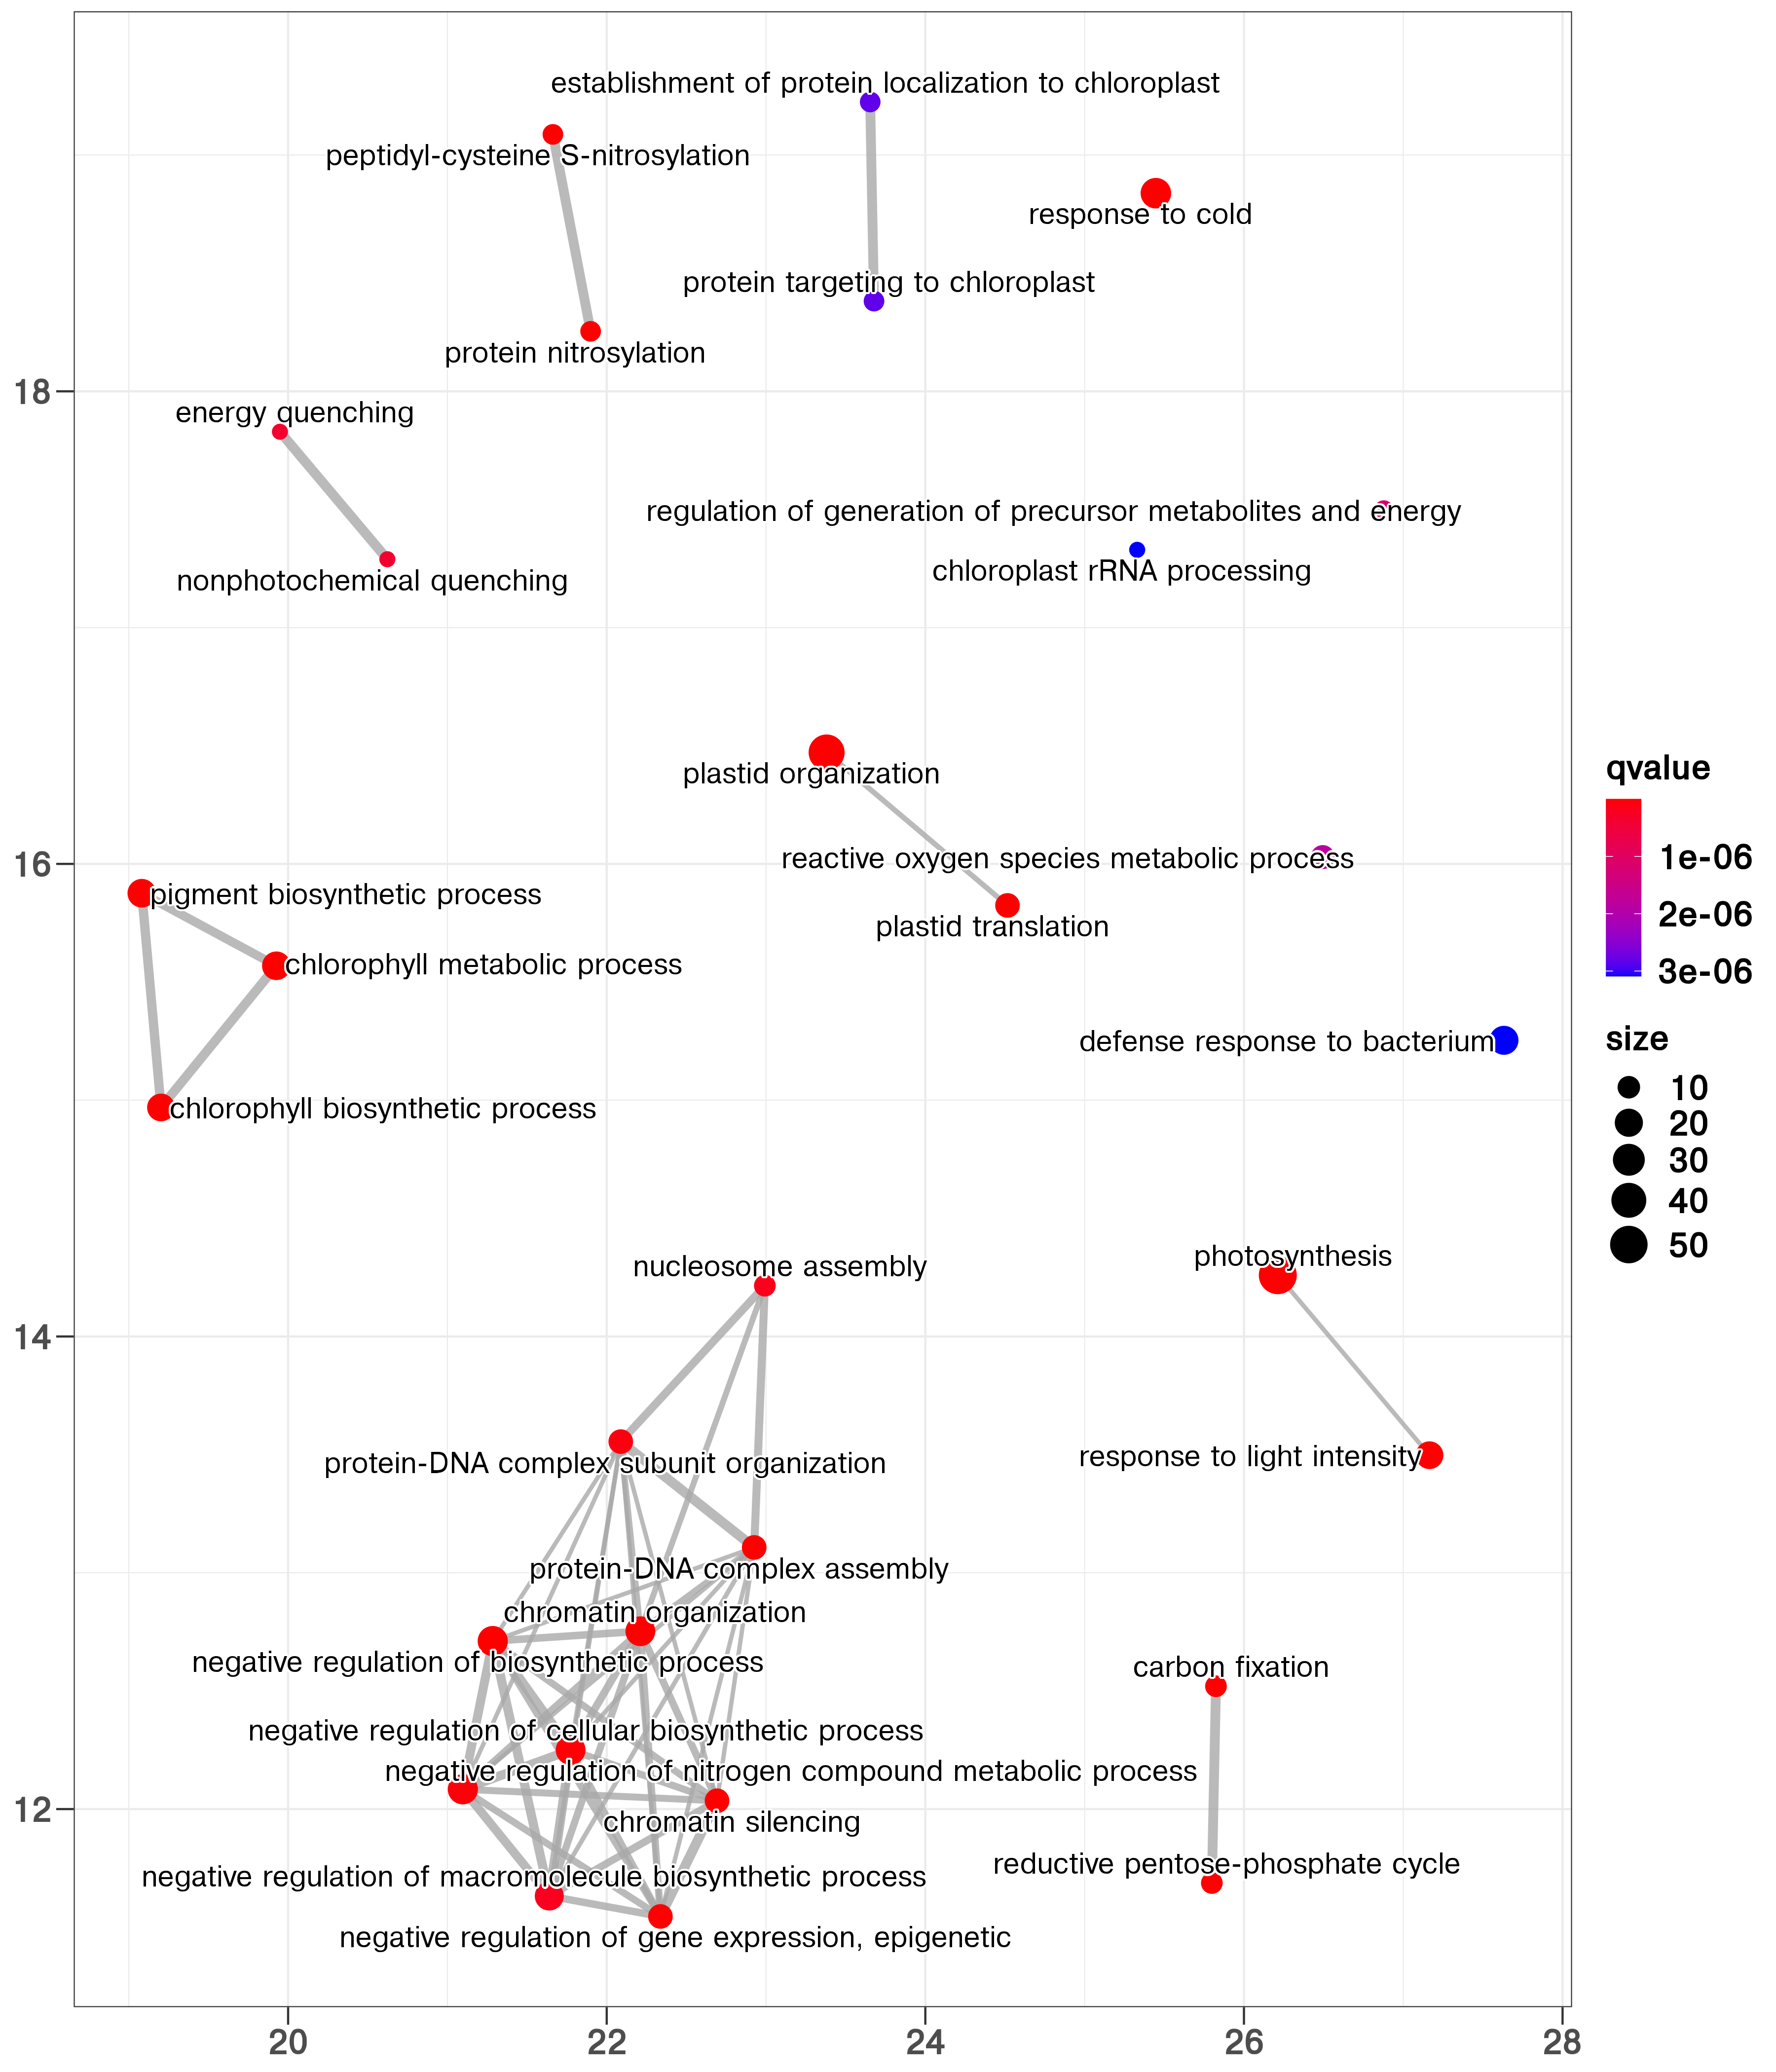 establishment of protein localization to chloroplast
peptidyl-cysteine S-nitrosylation
response to cold
protein targeting to chloroplast
protein nitrosylation
18
energy quenching
regulation of generation of precursor metabolites and energy
chloroplast rRNA processing
nonphotochemical quenching
plastid organization
16
reactive oxygen species metabolic process
pigment biosynthetic process
plastid translation
chlorophyll metabolic process
defense response to bacterium
chlorophyll biosynthetic process
photosynthesis
nucleosome assembly
14
response to light intensity
protein-DNA complex subunit organization
protein-DNA complex assembly
chromatin organization
negative regulation of biosynthetic process
carbon fixation
negative regulation of cellular biosynthetic process
negative regulation of nitrogen compound metabolic process
12
chromatin silencing
reductive pentose-phosphate cycle
negative regulation of macromolecule biosynthetic process
negative regulation of gene expression, epigenetic
20 22 24 26 28
qvalue
1e-06
2e-06
3e-06
size
10
20
30
40
50